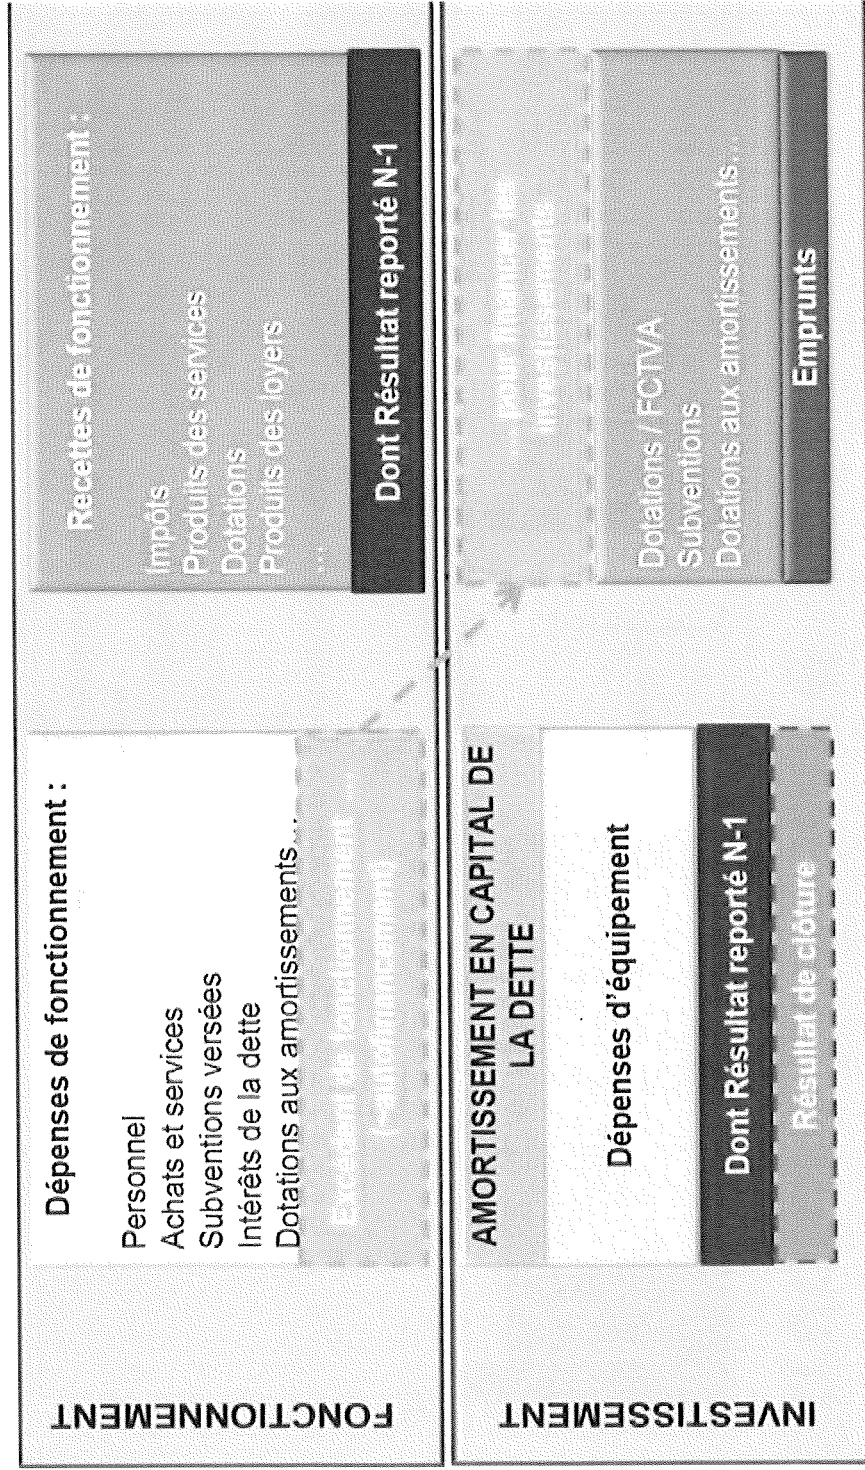 FONCTIONNEMENT
Dépenses de fonctionnement :
Personnel
Achats et services
Subventions versées
Intérêts de la dette
Dotations aux amortissements...
Excédent de fonctionnement
Recettes de fonctionnement :
Impôts
Produits des services
Dotations
Produits des loyers
...
Dont Résultat reporté N-1
INVESTISSEMENT
AMORTISSEMENT EN CAPITAL DE
LA DETTE
Dépenses d'équipement
Dont Résultat reporté N-1
Résultat de clôture
pour financer les
investissements
Dotations / FCTVA
Subventions
Dotations aux amortissements...
Emprunts